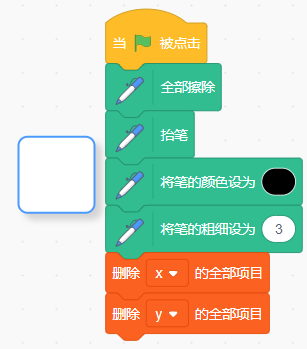 当 被点击
全部擦除
抬笔
将笔的颜色设为
将笔的粗细设为 3
删除 x 的全部项目
删除 y 的全部项目